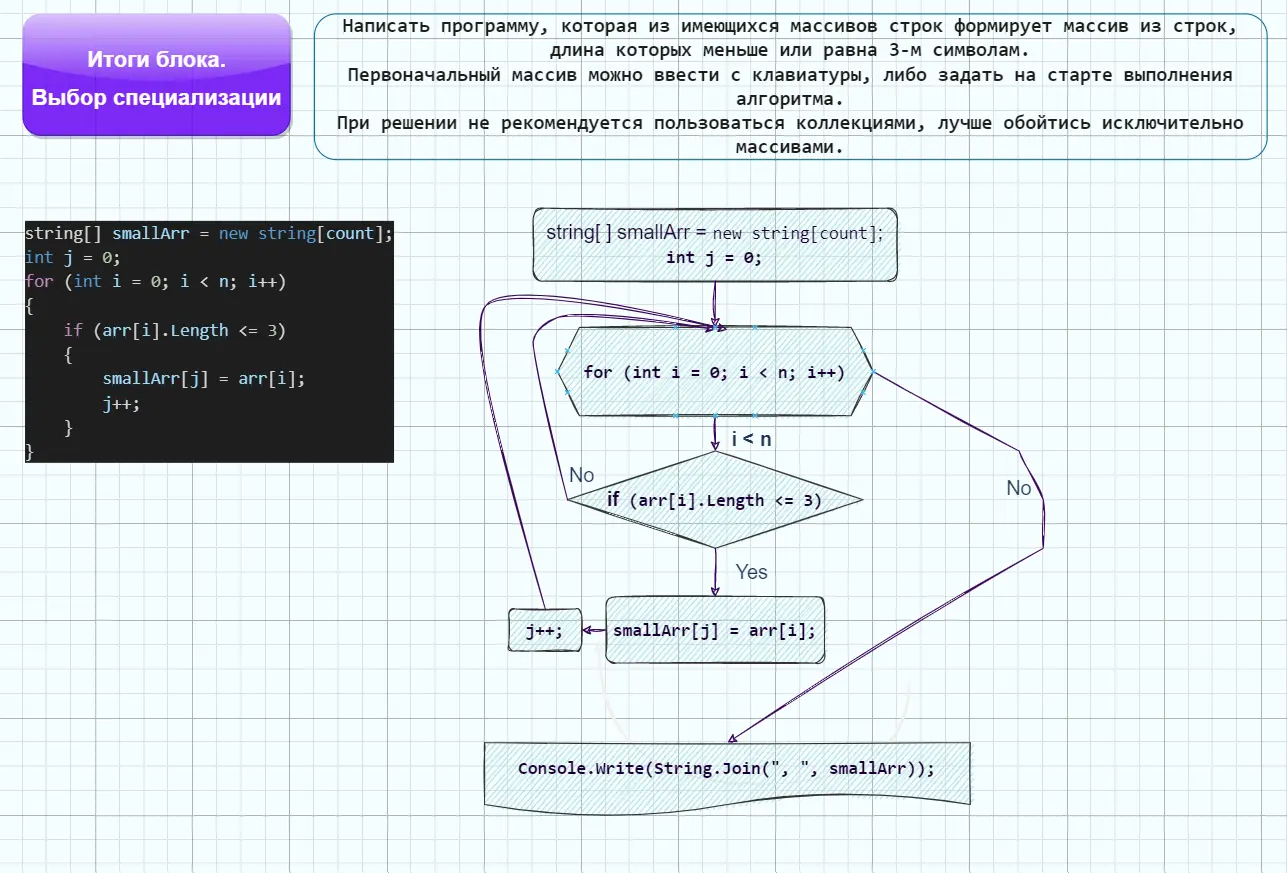 Итоги блока.
Выбор специализации
Написать программу, которая из имеющихся массивов строк формирует массив из строк,
длина которых меньше или равна 3-м символам.
Первоначальный массив можно ввести с клавиатуры, либо задать на старте выполнения
алгоритма.
При решении не рекомендуется пользоваться коллекциями, лучше обойтись исключительно
массивами.
string[] smallArr = new string[count];
int j = 0;
for (int i = 0; i < n; i++)
{
if (arr[i].Length <= 3)
{
smallArr[j] = arr[i];
j++;
}
}
string[ ] smallArr = new string[count];
int j = 0;
for (int i = 0; i < n; i++)
i < n
No
if (arr[i].Length <= 3)
No
Yes
j++;
smallArr[j] = arr[i];
Console.Write(String.Join(", ", smallArr));